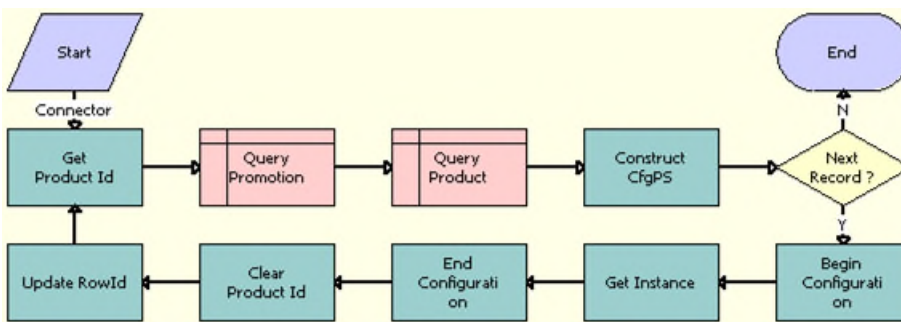 Start
End
Connector
N
Get
Product Id
Query
Promotion
Query
Product
Construct
CfgPS
Next
Record ?
Y
Update RowId
Clear
Product Id
End
Configurati
on
Get Instance
Begin
Configurati
on